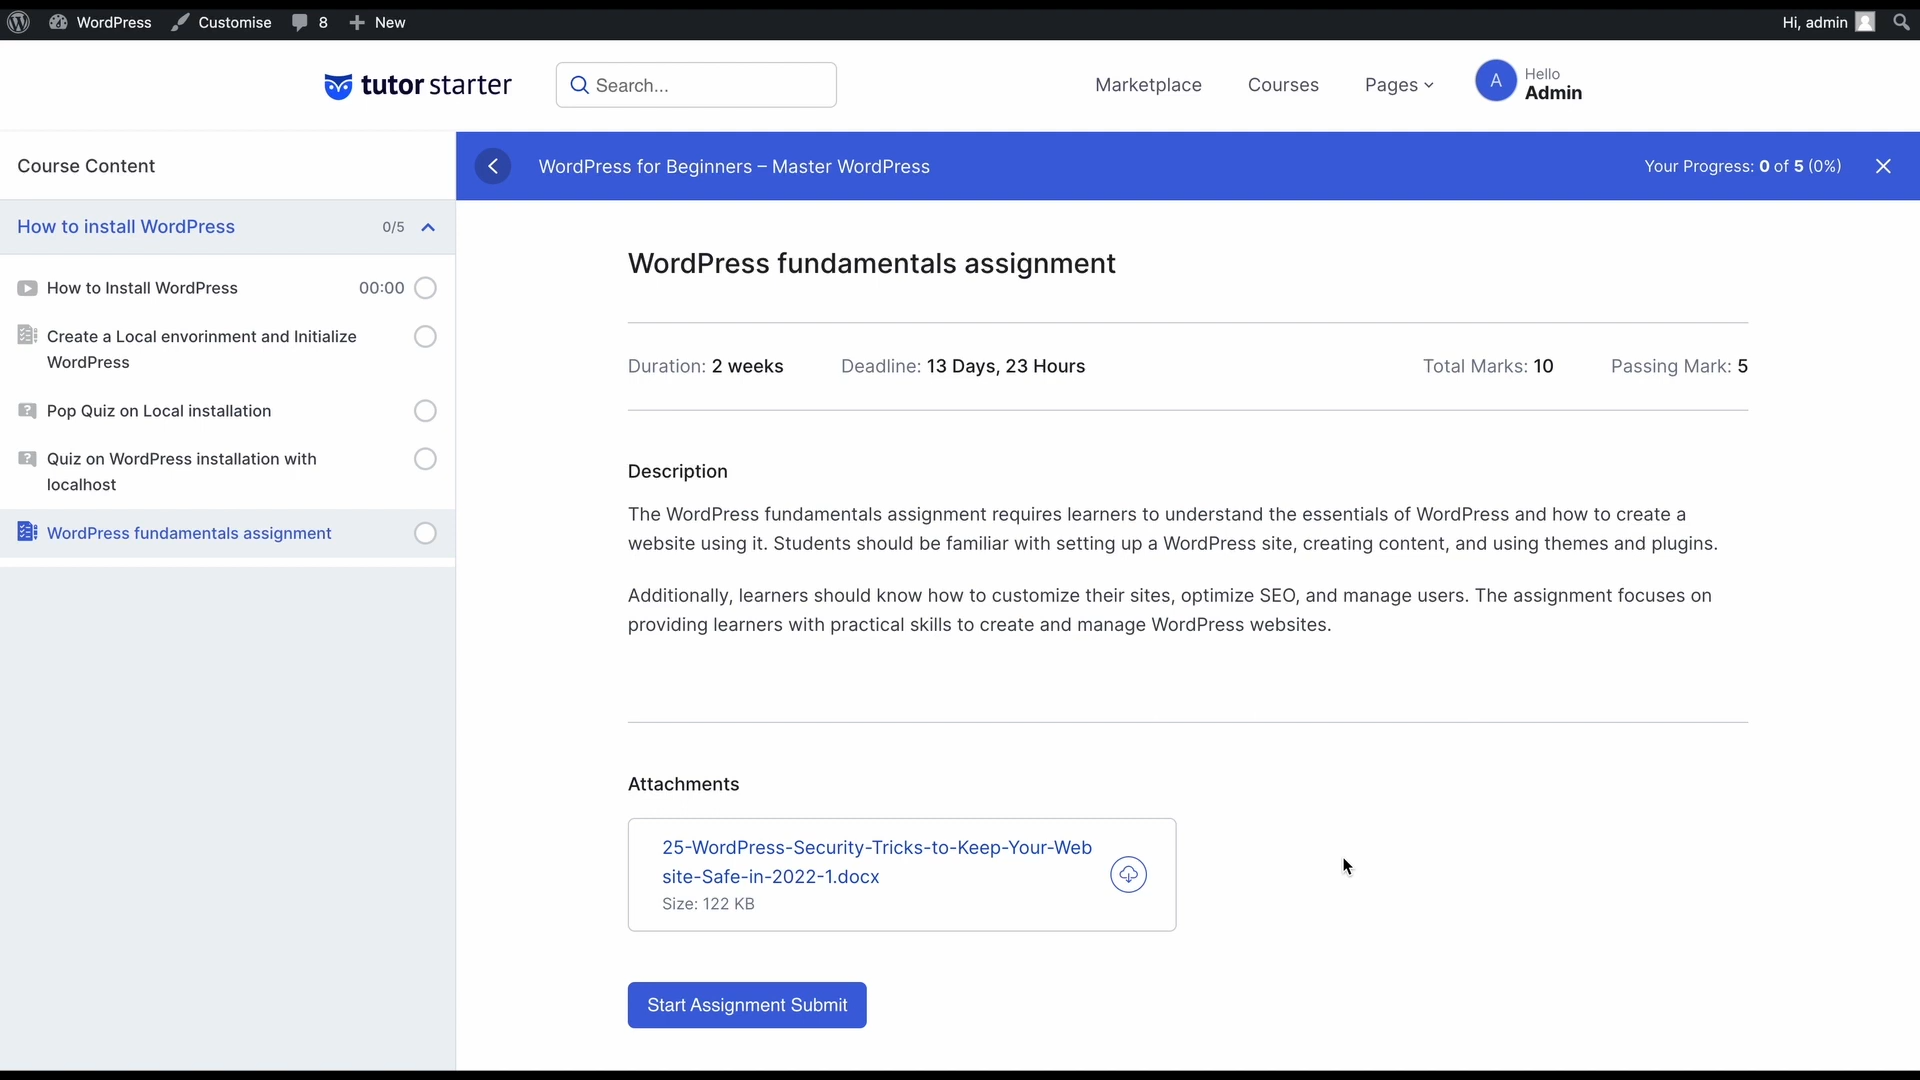 WordPress Customise 8 New Hi, admin
tutor starter Search... Marketplace Courses Pages A Hello
Admin
Course Content
WordPress for Beginners – Master WordPress Your Progress: 0 of 5 (0%)
How to install WordPress 0/5
How to Install WordPress 00:00
Create a Local envorinment and Initialize
WordPress
Pop Quiz on Local installation
Quiz on WordPress installation with
localhost
WordPress fundamentals assignment
WordPress fundamentals assignment
Duration: 2 weeks Deadline: 13 Days, 23 Hours Total Marks: 10 Passing Mark: 5
Description
The WordPress fundamentals assignment requires learners to understand the essentials of WordPress and how to create a
website using it. Students should be familiar with setting up a WordPress site, creating content, and using themes and plugins.
Additionally, learners should know how to customize their sites, optimize SEO, and manage users. The assignment focuses on
providing learners with practical skills to create and manage WordPress websites.
Attachments
25-WordPress-Security-Tricks-to-Keep-Your-Web
site-Safe-in-2022-1.docx
Size: 122 KB
Start Assignment Submit